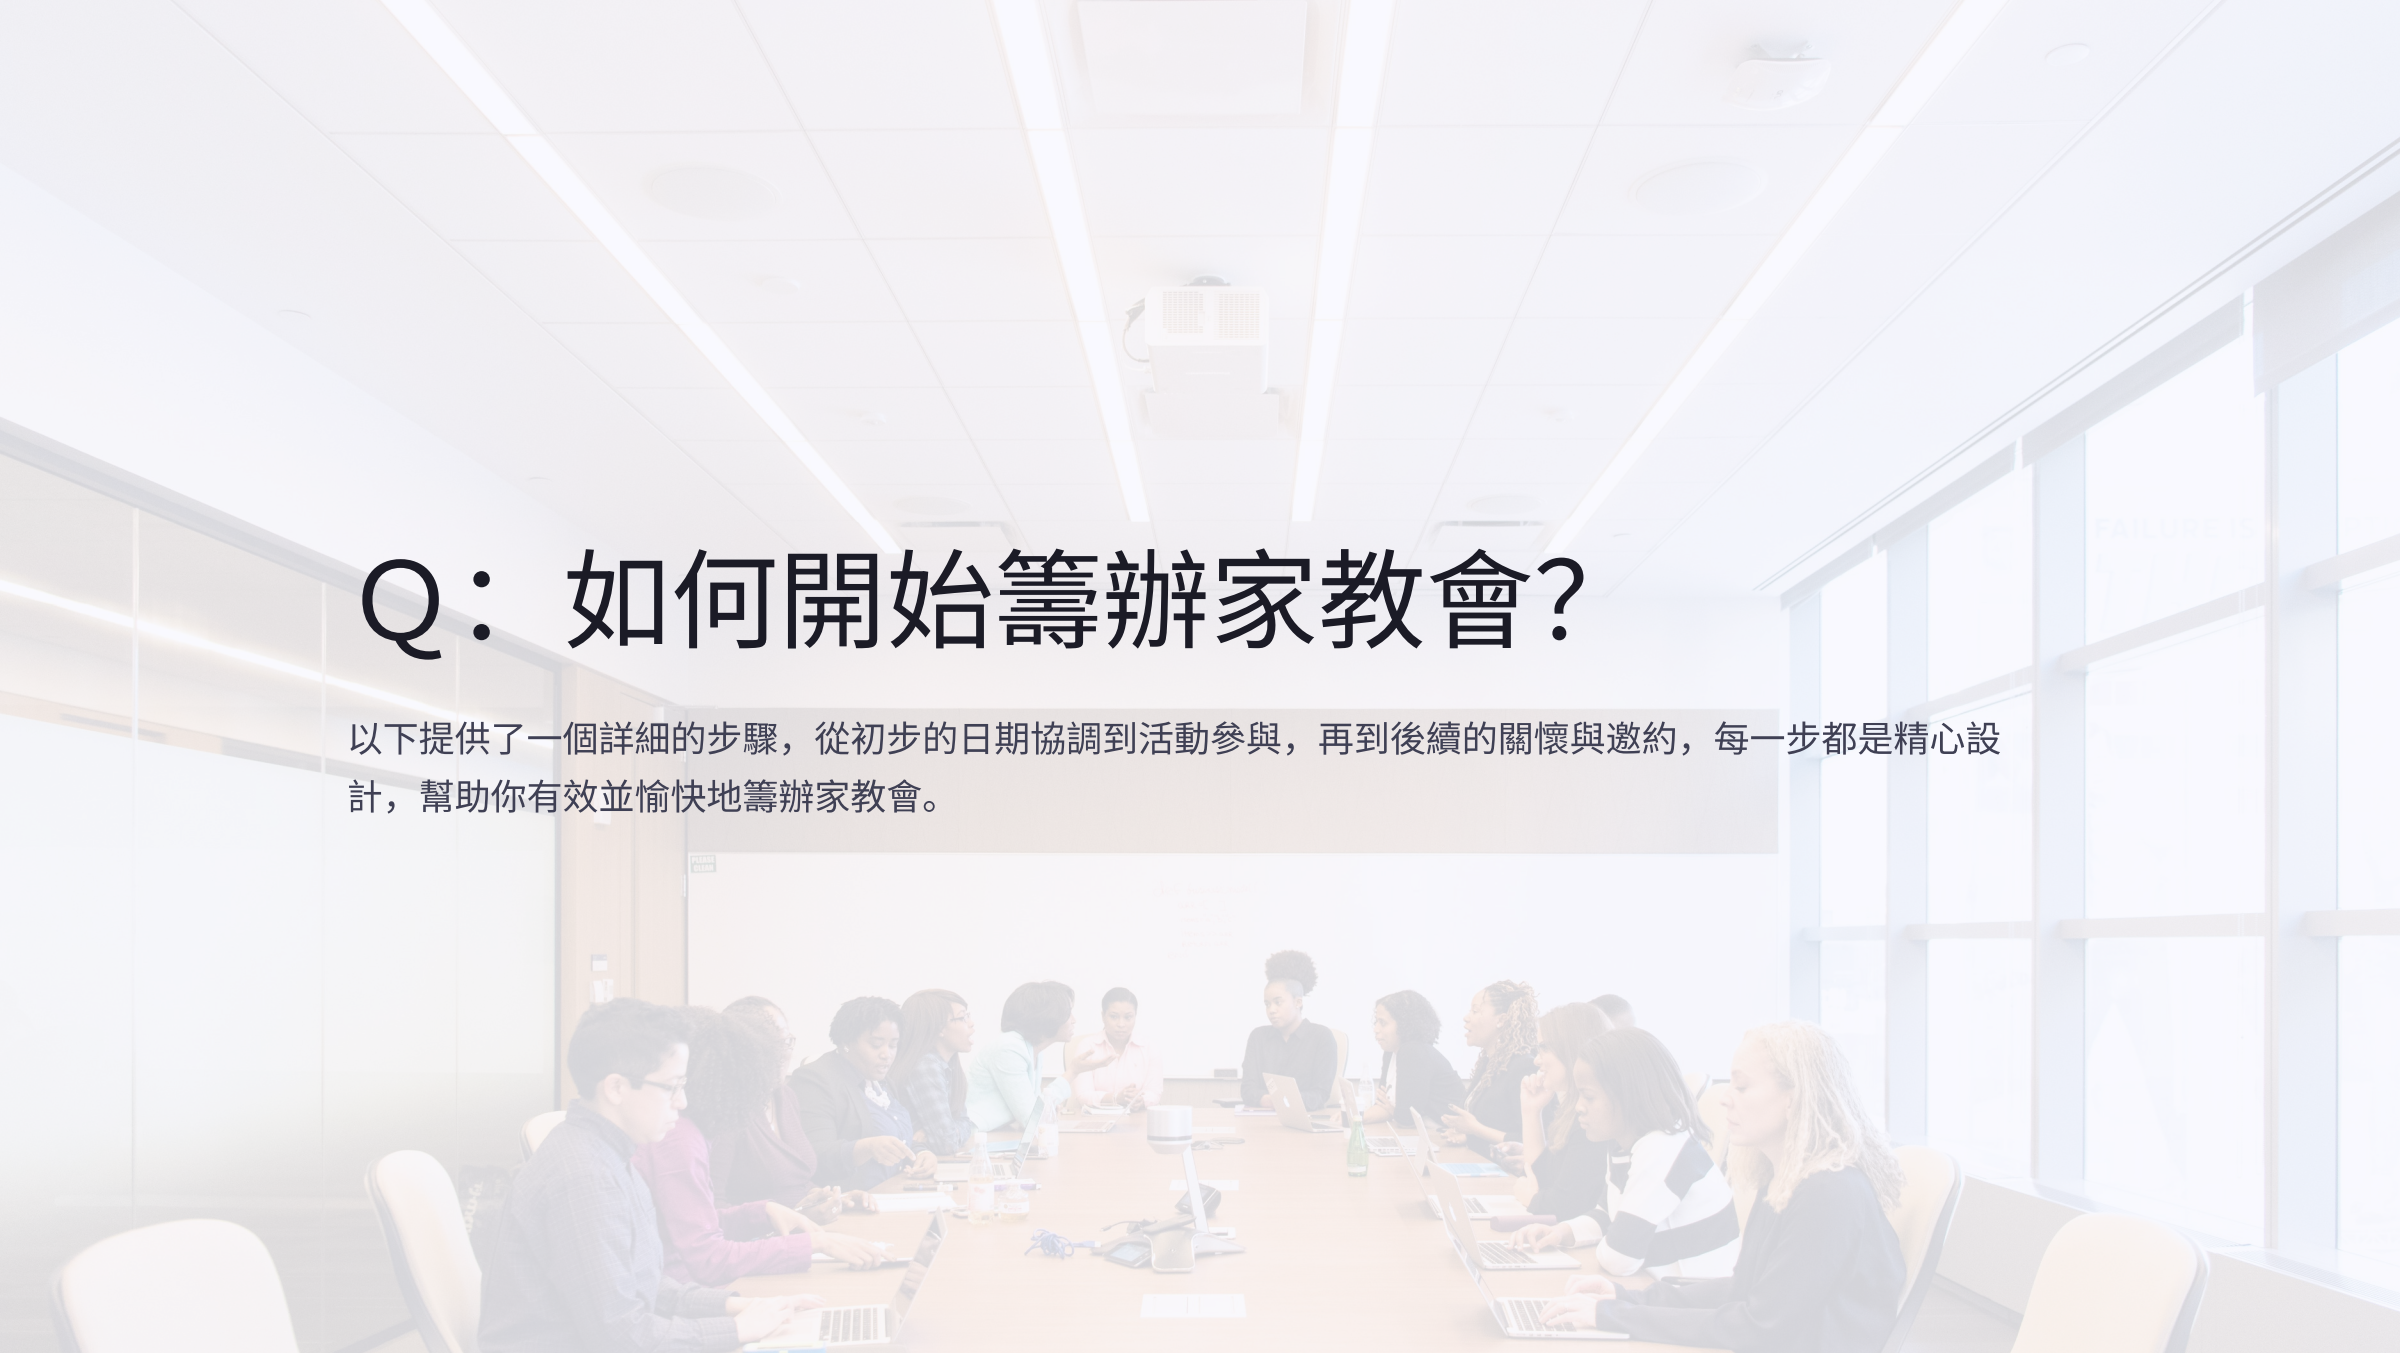 Q：如何開始籌辦家教會？
以下提供了一個詳細的步驟，從初步的日期協調到活動參與，再到後續的關懷與邀約，每一步都是精心設
計，幫助你有效並愉快地籌辦家教會。
FAILURE IS